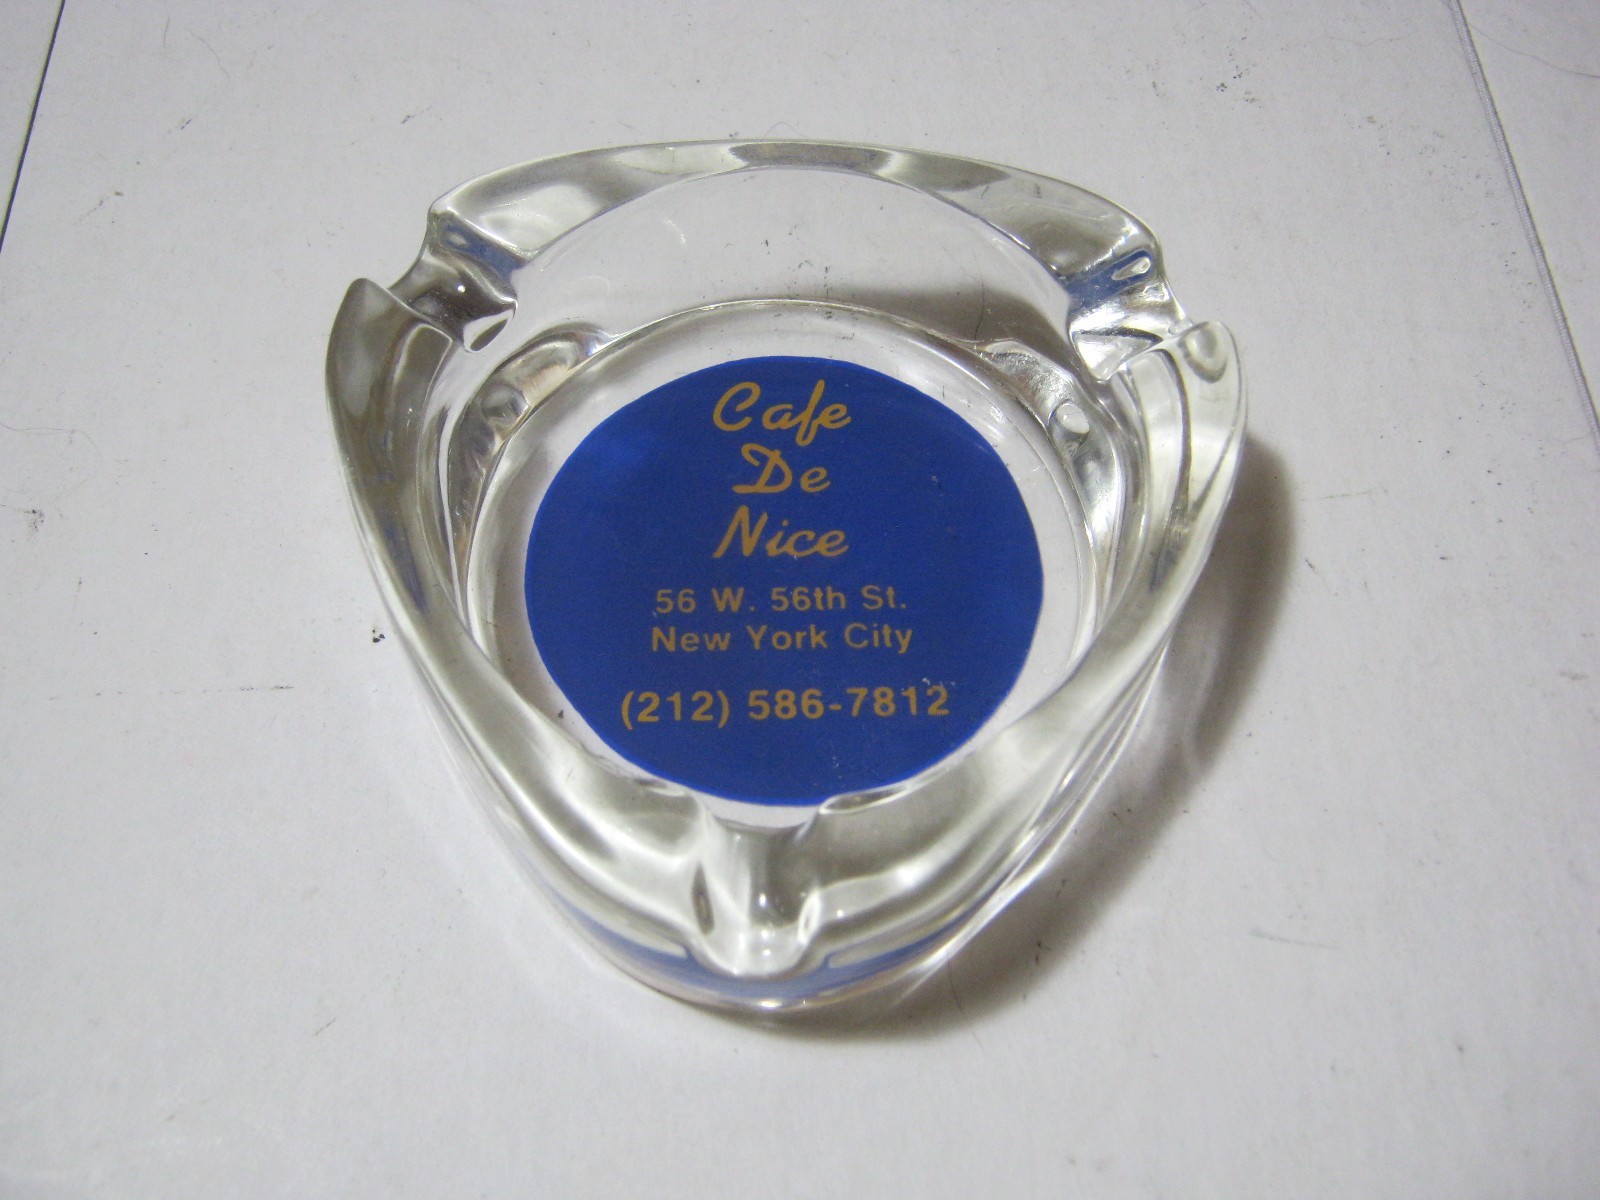 Cafe
De
Nice
56 W. 56th St.
New York City
(212) 586-7812